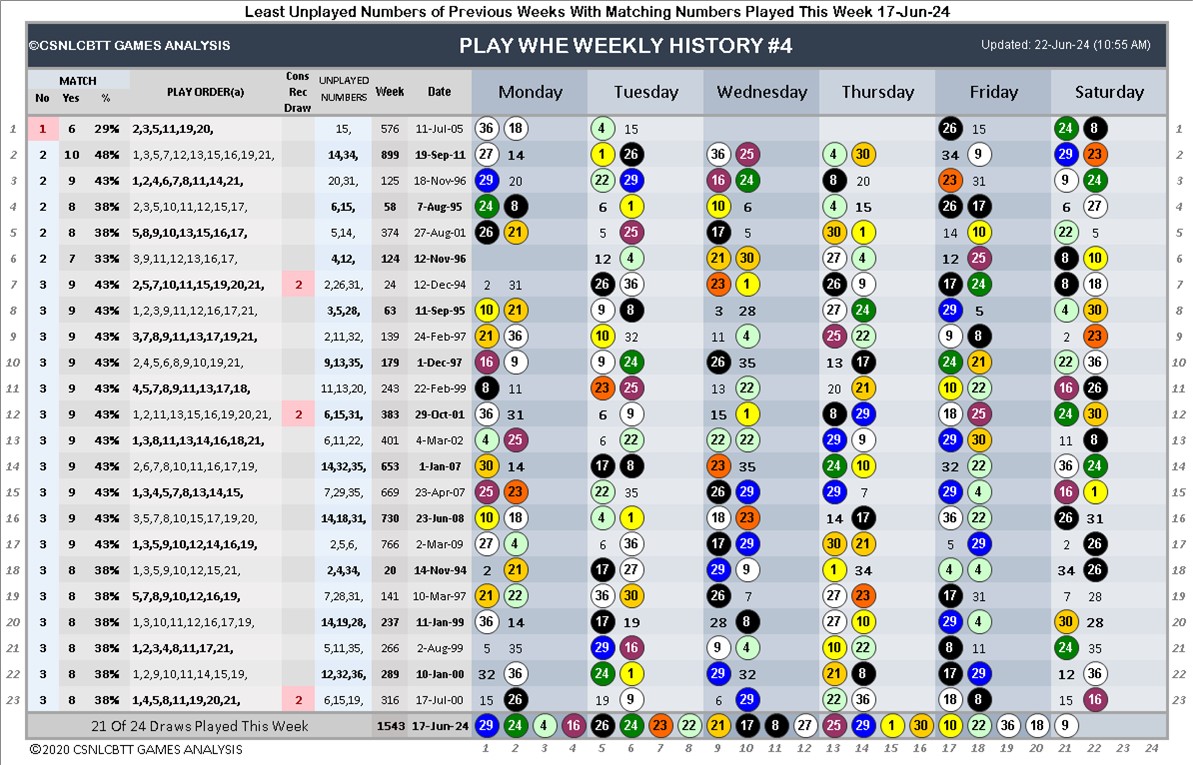 Least Unplayed Numbers of Previous Weeks With Matching Numbers Played This Week 17-Jun-24
©CSNLCBTT GAMES ANALYSIS PLAY WHE WEEKLY HISTORY #4 Updated: 22-Jun-24 (10:55 AM)
MATCH
No Yes % PLAY ORDER(a) Cons Rec Draw UNPLAYED NUMBERS Week Date Monday Tuesday Wednesday Thursday Friday Saturday
1 1 6 29% 2,3,5,11,19,20, 15, 576 11-Jul-05 36 18 4 15 26 15 24 8 1
2 2 10 48% 1,3,5,7,12,13,15,16,19,21, 14,34, 893 19-Sep-11 27 14 1 26 36 25 4 30 34 9 29 23 2
3 2 9 43% 1,2,4,6,7,8,11,14,21, 20,31, 125 18-Nov-96 29 20 22 29 16 24 8 20 23 31 9 24 3
4 2 8 38% 2,3,5,10,11,12,15,17, 6,15, 58 7-Aug-95 24 8 6 1 10 6 4 15 26 17 6 27 4
5 2 8 38% 5,8,9,10,13,15,16,17, 5,14, 374 27-Aug-01 26 21 5 25 17 5 30 1 14 10 22 5 5
6 2 7 33% 3,9,11,12,13,16,17, 4,12, 124 12-Nov-96 12 4 21 30 27 4 12 25 8 10 6
7 2 9 43% 2,5,7,10,11,15,19,20,21, 2 2,26,31, 24 12-Dec-94 2 31 26 36 23 1 26 9 17 24 8 18 7
8 3 9 43% 1,2,3,9,11,12,16,17,21, 3,5,28, 63 11-Sep-95 10 21 9 8 3 28 27 24 29 5 4 30 8
9 3 9 43% 3,7,8,9,11,13,17,19,21, 2,11,32, 139 24-Feb-97 21 36 10 32 11 4 25 22 9 8 2 23 9
10 3 9 43% 2,4,5,6,8,9,10,19,21, 9,13,35, 179 1-Dec-97 16 9 9 24 26 35 13 17 24 21 22 36 10
11 3 9 43% 4,5,7,8,9,11,13,17,18, 11,13,20, 243 22-Feb-99 8 11 23 25 13 22 20 21 10 22 16 26 11
12 3 9 43% 1,2,11,13,15,16,19,20,21, 2 6,15,31, 383 29-Oct-01 36 31 6 9 15 1 8 29 18 25 24 30 12
13 3 9 43% 1,3,8,11,13,14,16,18,21, 6,11,22, 401 4-Mar-02 4 25 6 22 22 22 29 9 29 30 11 8 13
14 3 9 43% 2,6,7,8,10,11,16,17,19, 14,32,35, 653 1-Jan-07 30 14 17 8 23 35 24 10 32 22 36 24 14
15 3 9 43% 1,3,4,5,7,8,13,14,15, 7,29,35, 669 23-Apr-07 25 23 22 35 26 29 29 7 29 4 16 1 15
16 3 9 43% 3,5,7,8,10,15,17,19,20, 14,18,31, 730 23-Jun-08 10 18 4 1 18 23 14 17 36 22 26 31 16
17 3 9 43% 1,3,5,9,10,12,14,16,19, 2,5,6, 766 2-Mar-09 27 4 6 36 17 29 30 21 5 29 2 26 17
18 3 8 38% 1,3,5,9,10,12,15,21, 2,4,34, 20 14-Nov-94 2 21 17 27 29 9 1 34 4 4 34 26 18
19 3 8 38% 5,7,8,9,10,12,16,19, 7,28,31, 141 10-Mar-97 21 22 36 30 26 7 27 23 17 31 7 28 19
20 3 8 38% 1,3,10,11,12,16,17,19, 14,19,28, 237 11-Jan-99 36 14 17 19 28 8 27 10 29 4 30 28 20
21 3 8 38% 1,2,3,4,8,11,17,21, 5,11,35, 266 2-Aug-99 5 35 29 16 9 4 10 22 8 11 24 35 21
22 3 8 38% 1,2,9,10,11,14,15,19, 12,32,36, 289 10-Jan-00 32 36 24 1 29 32 21 8 17 29 12 36 22
23 3 8 38% 1,4,5,8,11,19,20,21, 2 6,15,19, 316 17-Jul-00 15 26 19 9 6 29 22 36 18 8 15 16 23
21 Of 24 Draws Played This Week 1543 17-Jun-24 29 24 4 16 26 24 23 22 21 17 8 27 25 29 1 30 10 22 36 18 9
©2020 CSNLCBTT GAMES ANALYSIS 1 2 3 4 5 6 7 8 9 10 11 12 13 14 15 16 17 18 19 20 21 22 23 24